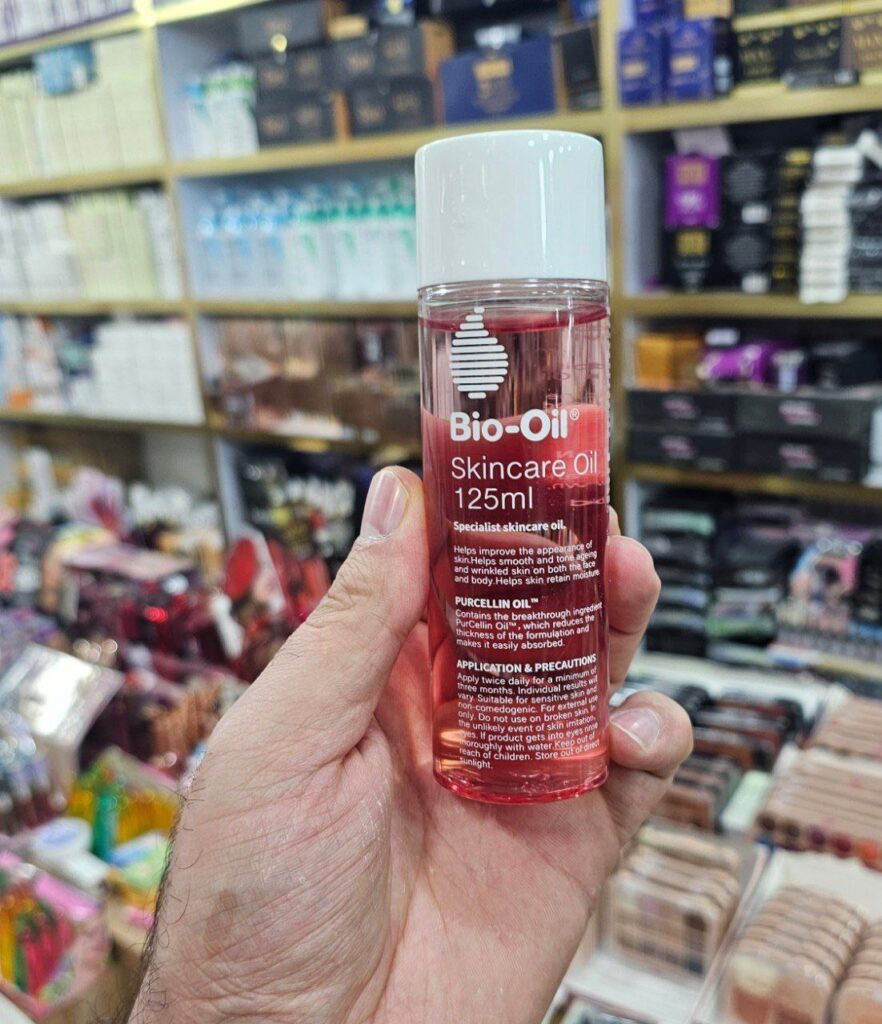 Bio-Oil®
Skincare Oil
125ml
Specialist skincare oil.
Helps improve the appearance of
skin.Helps smooth and tone ageing
and wrinkled skin on both the face
and body.Helps skin retain moisture.
PURCELLIN OIL™
Contains the breakthrough ingredient
PurCellin Oil™, which reduces the
thickness of the formulation and
makes it easily absorbed.
APPLICATION & PRECAUTIONS
Apply twice daily for a minimum of
three months. Individual results will
vary. Suitable for sensitive skin and
non-comedogenic. For external use
only. Do not use on broken skin. In
the unlikely event of skin irritation,
eyes. If product gets into eyes rinse
thoroughly with water.Keep out of
reach of children. Store out of direct
sunlight.